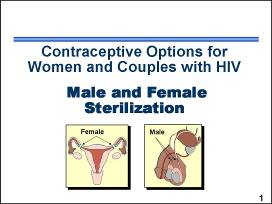 Contraceptive Options for
Women and Couples with HIV
Male and Female
Sterilization
Female
Male
1